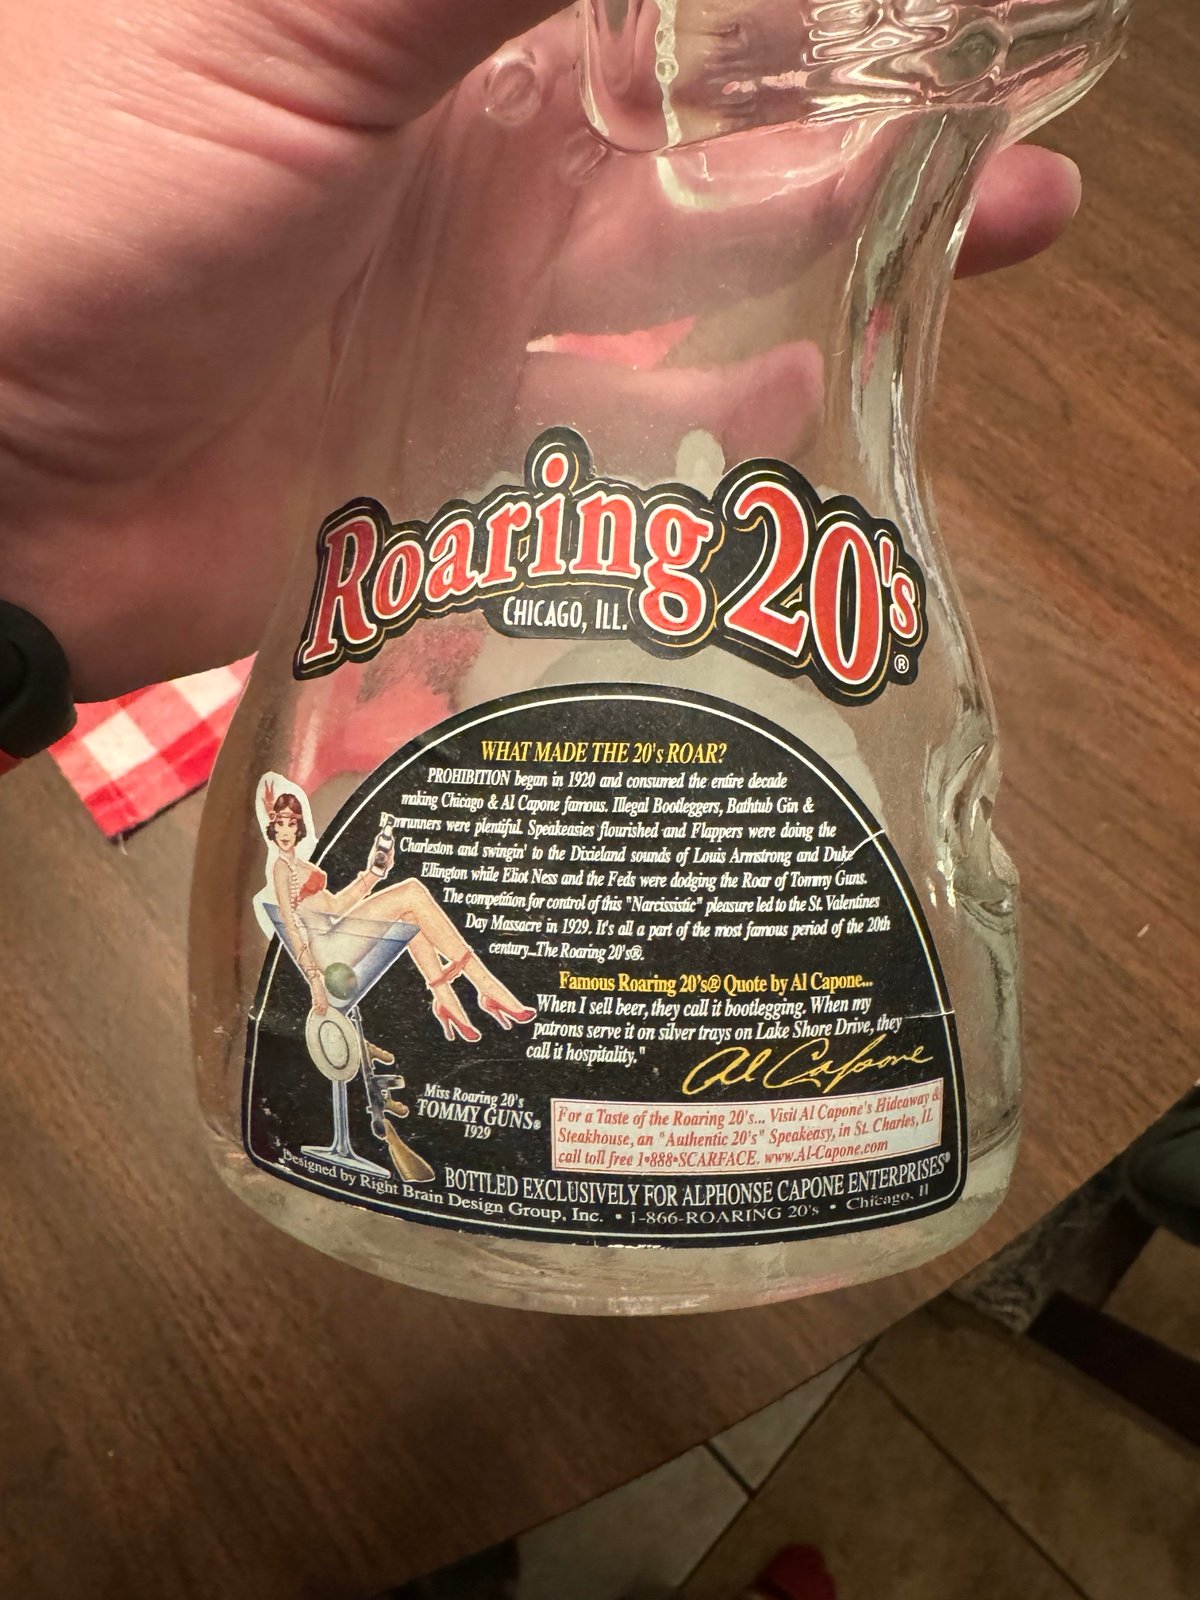 Roaring 20's®
CHICAGO, ILL.
WHAT MADE THE 20's ROAR?
PROHIBITION began in 1920 and consumed the entire decade
making Chicago & Al Capone famous. Illegal Bootleggers, Bathtub Gin &
Rumrunners were plentiful. Speakeasies flourished and Flappers were doing the
Charleston and swingin' to the Dixieland sounds of Louis Armstrong and Duke
Ellington while Eliot Ness and the Feds were dodging the Roar of Tommy Guns.
The competition for control of this "Narcissistic" pleasure led to the St. Valentines
Day Massacre in 1929. It's all a part of the most famous period of the 20th
century...The Roaring 20's®.
Famous Roaring 20's® Quote by Al Capone...
When I sell beer, they call it bootlegging. When my
patrons serve it on silver trays on Lake Shore Drive, they
call it hospitality."
Al Capone
Miss Roaring 20's
TOMMY GUNS®
1929
For a Taste of the Roaring 20's... Visit Al Capone's Hideaway &
Steakhouse, an "Authentic 20's" Speakeasy, in St. Charles, IL
call toll free 1•888•SCARFACE. www.Al-Capone.com
BOTTLED EXCLUSIVELY FOR ALPHONSE CAPONE ENTERPRISES®
Designed by Right Brain Design Group, Inc. • 1-866-ROARING 20's • Chicago, Il